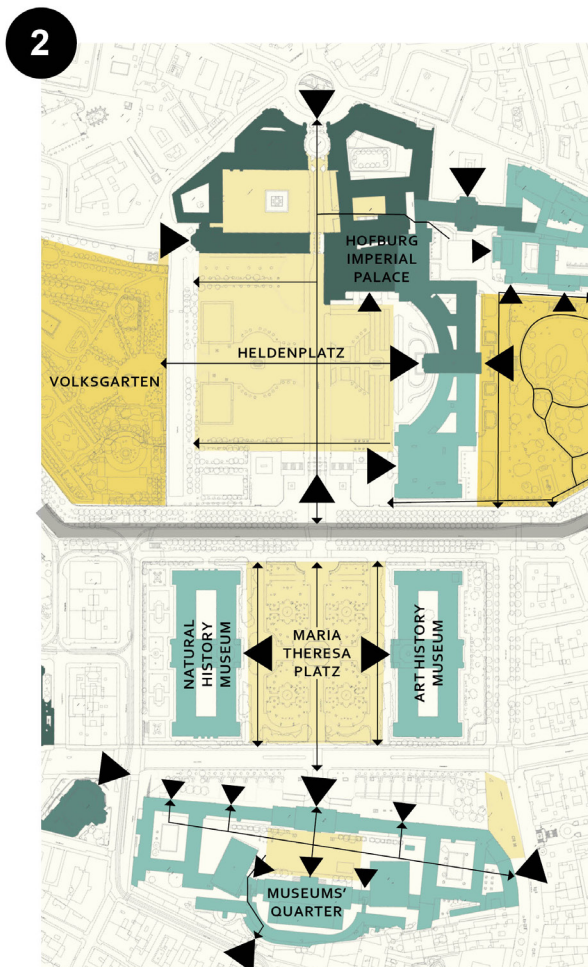 2
HOFBURG
IMPERIAL
PALACE
HELDENPLATZ
VOLKSGARTEN
NATURAL
HISTORY
MUSEUM
MARIA
THERESA
PLATZ
ART HISTORY
MUSEUM
MUSEUMS'
QUARTER